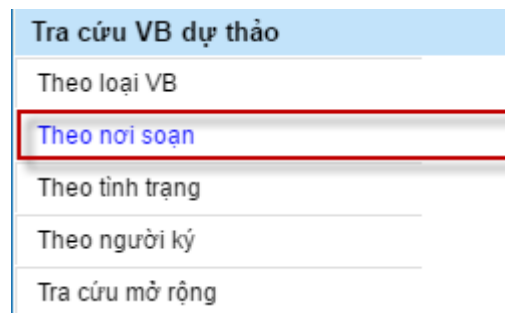 Tra cứu VB dự thảo
Theo loại VB
Theo nơi soạn
Theo tình trạng
Theo người ký
Tra cứu mở rộng